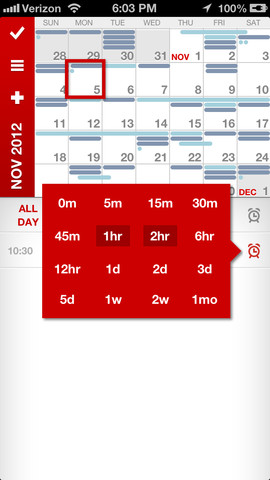 Verizon 6:03 PM 100%
SUN MON TUE WED THU FRI SAT
28 29 30 31 NOV 1 2 3
4 5 6 7 8 9 10
11 12 13 14 15 16 17
18 19 20 21 22 23 24
25 26 27 28 29 30 DEC 1
NOV 2012
ALL DAY
10:30
0m 5m 15m 30m
45m 1hr 2hr 6hr
12hr 1d 2d 3d
5d 1w 2w 1mo